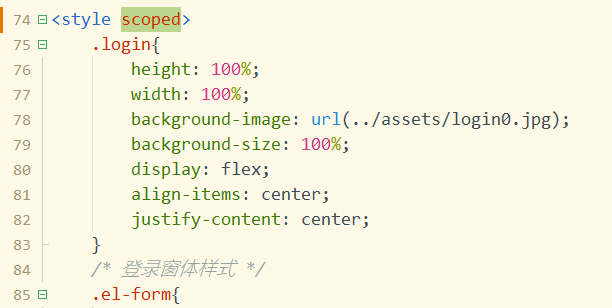 74 <style scoped>
75 .login{
76 height: 100%;
77 width: 100%;
78 background-image: url(../assets/login0.jpg);
79 background-size: 100%;
80 display: flex;
81 align-items: center;
82 justify-content: center;
83 }
84 /* 登录窗体样式 */
85 .el-form{